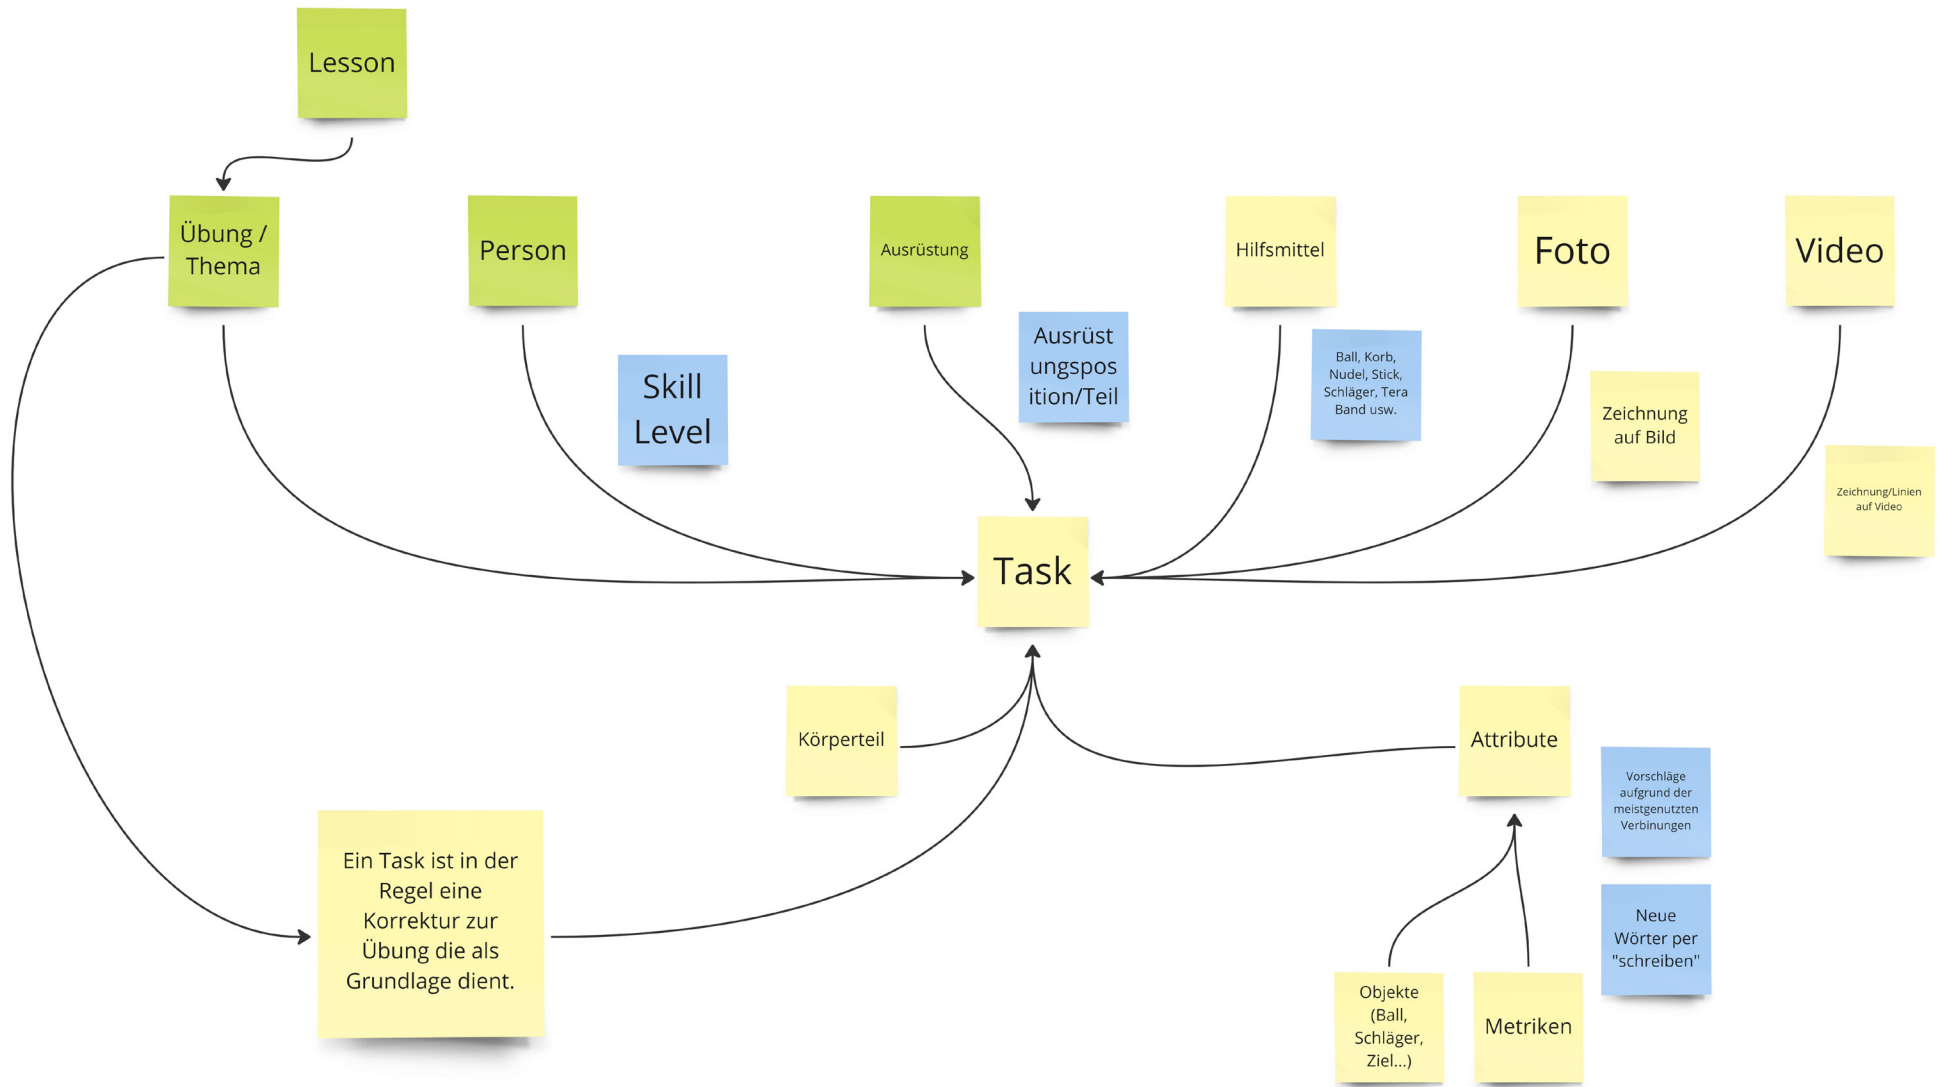 Lesson
Übung /
Thema
Person
Ausrüstung
Hilfsmittel
Foto
Video
Skill
Level
Ausrüst
ungspos
ition/Teil
Ball, Korb,
Nudel, Stick,
Schläger, Tera
Band usw.
Zeichnung
auf Bild
Zeichnung/Linien
auf Video
Task
Körperteil
Attribute
Vorschläge
aufgrund der
meistgenutzten
Verbinungen
Ein Task ist in der
Regel eine
Korrektur zur
Übung die als
Grundlage dient.
Neue
Wörter per
"schreiben"
Objekte
(Ball,
Schläger,
Ziel...)
Metriken